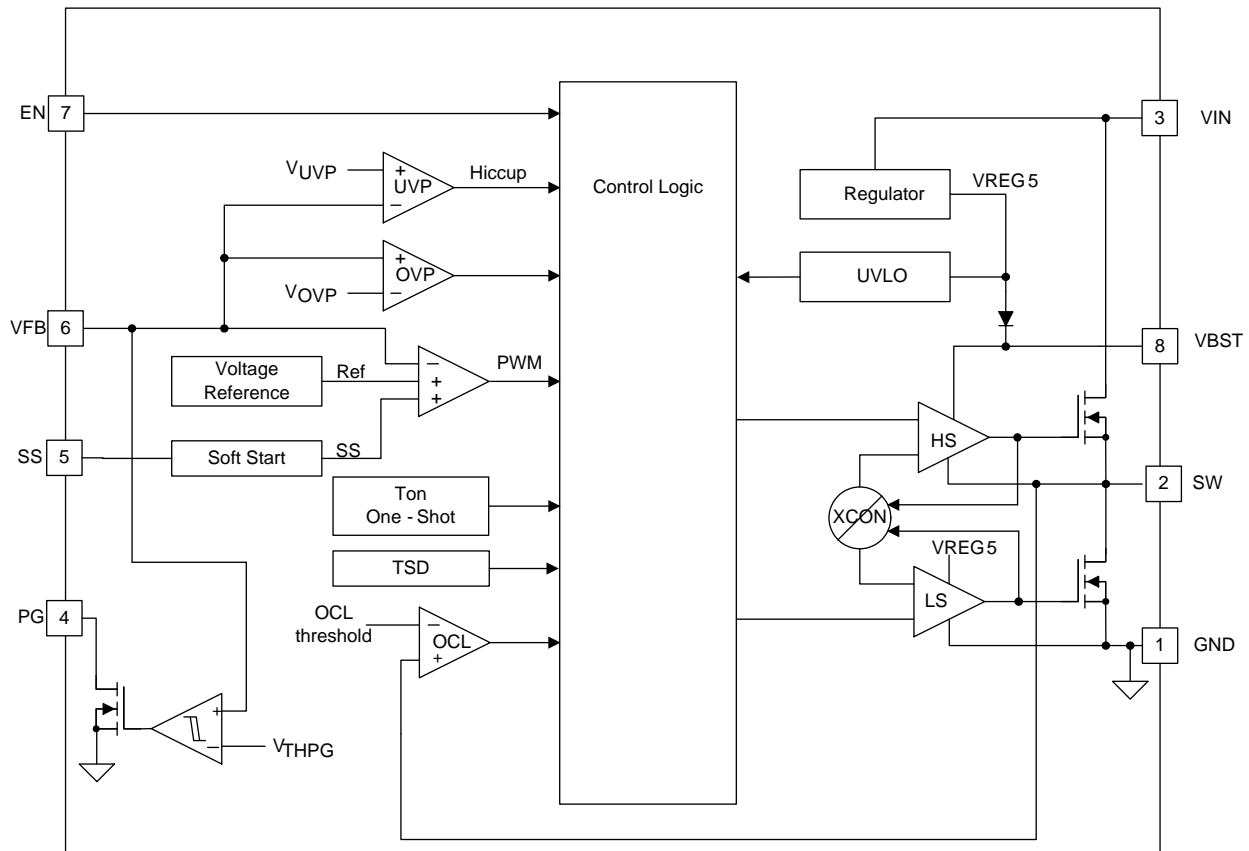 EN
7
3
VIN
VUVP
+
UVP
−
Hiccup
Control Logic
Regulator
VREG5
+
OVP
−
VOVP
UVLO
VFB
6
8
VBST
Voltage
Reference
Ref
−
+
+
PWM
HS
SS
5
Soft Start
SS
2
SW
Ton
One - Shot
XCON
VREG5
TSD
LS
PG
4
OCL
threshold
−
OCL
+
1
GND
+
−
VTHPG